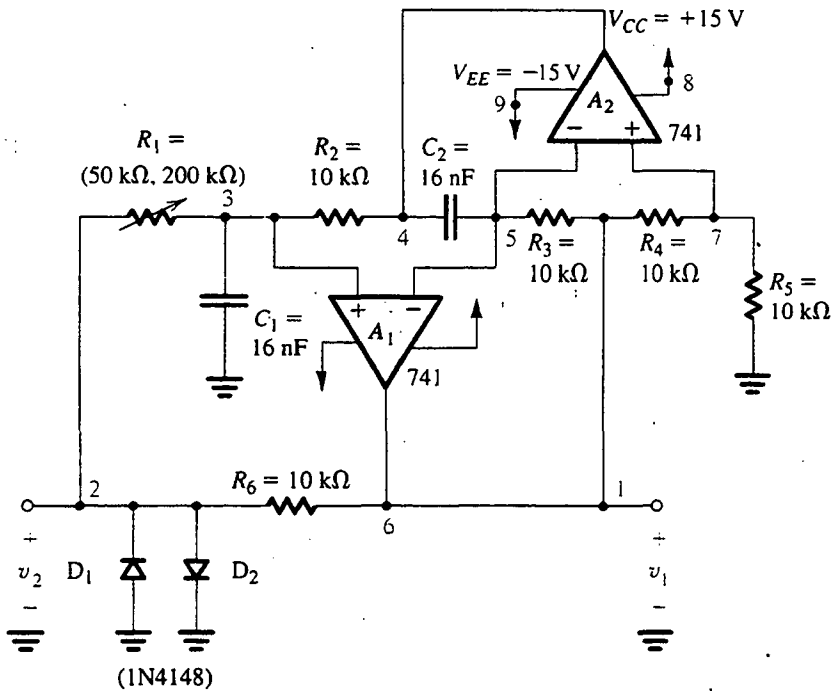 V_CC = +15 V
V_EE = −15 V
9
8
A_2
− +
741
R_1 =
(50 kΩ, 200 kΩ)
R_2 =
10 kΩ
C_2 =
16 nF
3
4
5
7
R_3 =
10 kΩ
R_4 =
10 kΩ
R_5 =
10 kΩ
C_1 =
16 nF
+ −
A_1
741
R_6 = 10 kΩ
2
6
1
+
v_2
−
D_1
D_2
+
v_1
−
(1N4148)